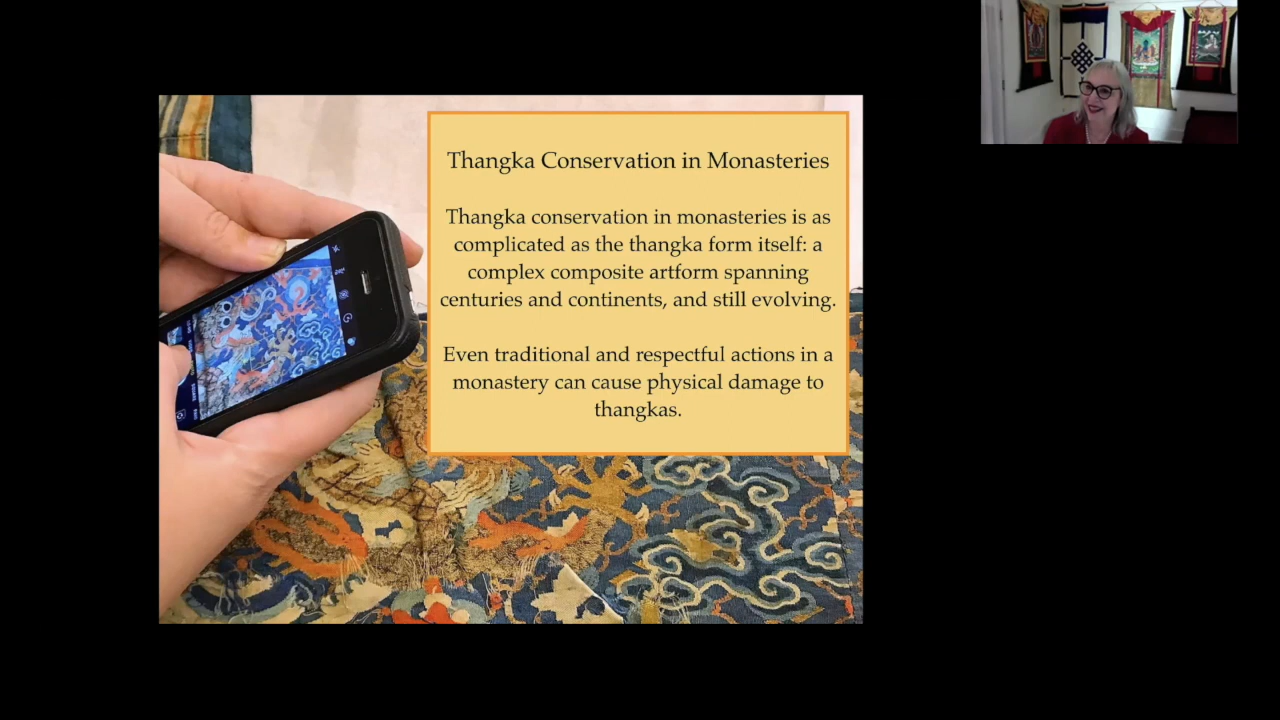 Thangka Conservation in Monasteries
Thangka conservation in monasteries is as
complicated as the thangka form itself: a
complex composite artform spanning
centuries and continents, and still evolving.
Even traditional and respectful actions in a
monastery can cause physical damage to
thangkas.